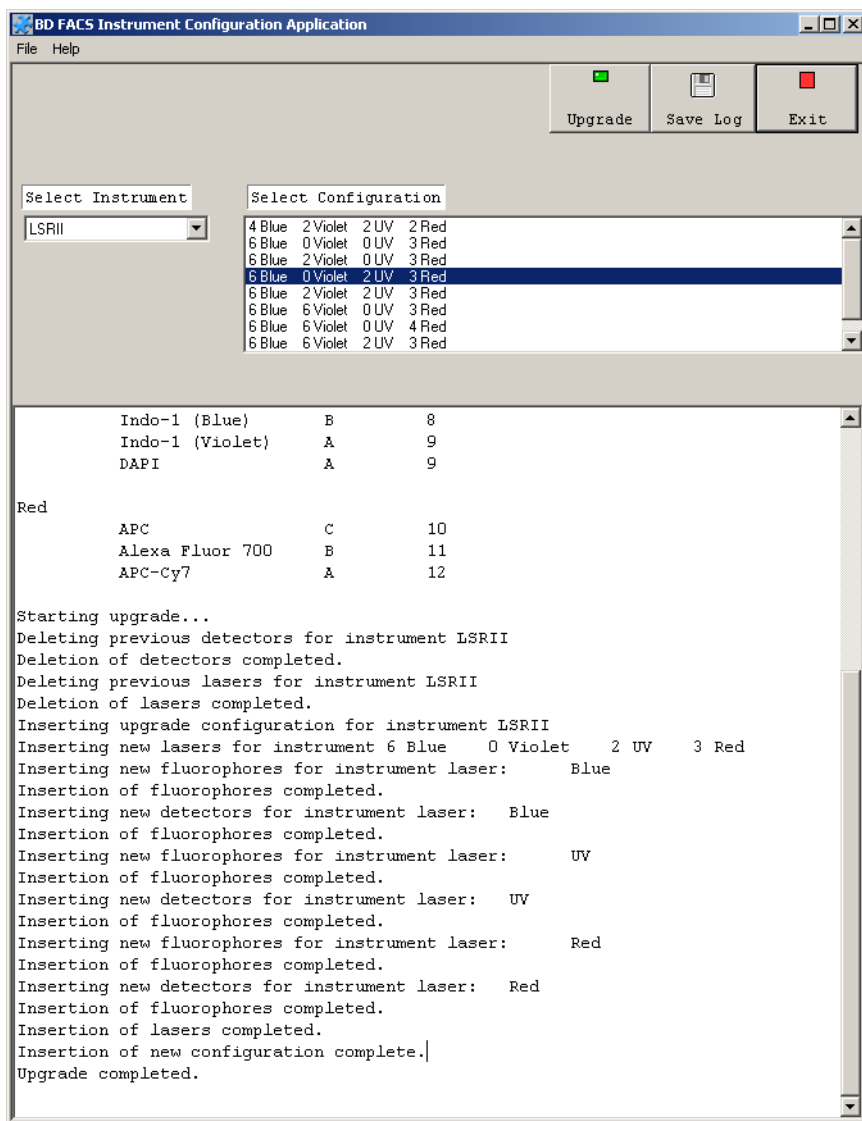 BD FACS Instrument Configuration Application
File Help
Upgrade Save Log Exit
Select Instrument Select Configuration
LSRII
4 Blue 2 Violet 2 UV 2 Red
6 Blue 0 Violet 0 UV 3 Red
6 Blue 2 Violet 0 UV 3 Red
6 Blue 0 Violet 2 UV 3 Red
6 Blue 2 Violet 2 UV 3 Red
6 Blue 6 Violet 0 UV 3 Red
6 Blue 6 Violet 0 UV 4 Red
6 Blue 6 Violet 2 UV 3 Red
Indo-1 (Blue) B 8
Indo-1 (Violet) A 9
DAPI A 9
Red
APC C 10
Alexa Fluor 700 B 11
APC-Cy7 A 12
Starting upgrade...
Deleting previous detectors for instrument LSRII
Deletion of detectors completed.
Deleting previous lasers for instrument LSRII
Deletion of lasers completed.
Inserting upgrade configuration for instrument LSRII
Inserting new lasers for instrument 6 Blue 0 Violet 2 UV 3 Red
Inserting new fluorophores for instrument laser: Blue
Insertion of fluorophores completed.
Inserting new detectors for instrument laser: Blue
Insertion of fluorophores completed.
Inserting new fluorophores for instrument laser: UV
Insertion of fluorophores completed.
Inserting new detectors for instrument laser: UV
Insertion of fluorophores completed.
Inserting new fluorophores for instrument laser: Red
Insertion of fluorophores completed.
Inserting new detectors for instrument laser: Red
Insertion of fluorophores completed.
Insertion of lasers completed.
Insertion of new configuration complete.
Upgrade completed.